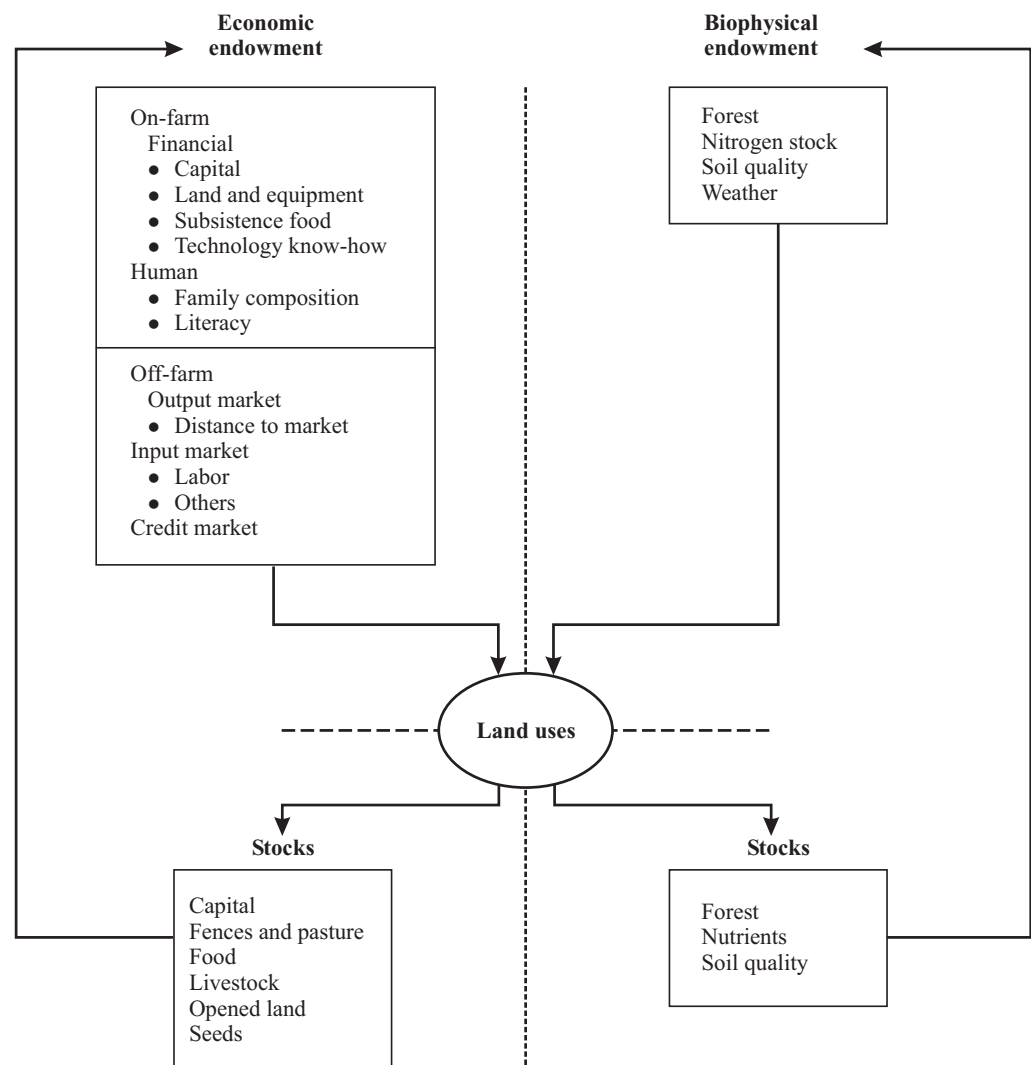 Economic
endowment
On-farm
Financial
● Capital
● Land and equipment
● Subsistence food
● Technology know-how
Human
● Family composition
● Literacy
Off-farm
Output market
● Distance to market
Input market
● Labor
● Others
Credit market
Biophysical
endowment
Forest
Nitrogen stock
Soil quality
Weather
Land uses
Stocks
Capital
Fences and pasture
Food
Livestock
Opened land
Seeds
Stocks
Forest
Nutrients
Soil quality